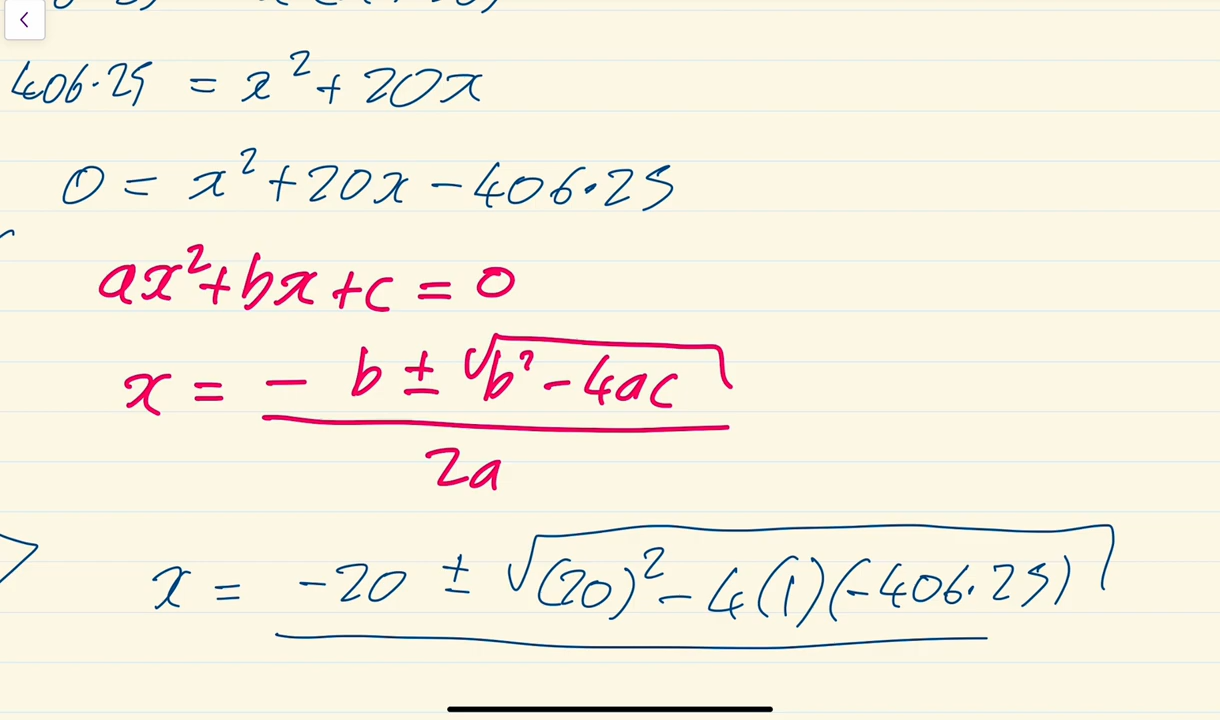 406.25 = x² + 20x
0 = x² + 20x - 406.25
ax² + bx + c = 0
x = - b ± √b² - 4ac
2a
x = -20 ± √(20)² - 4(1)(-406.25)